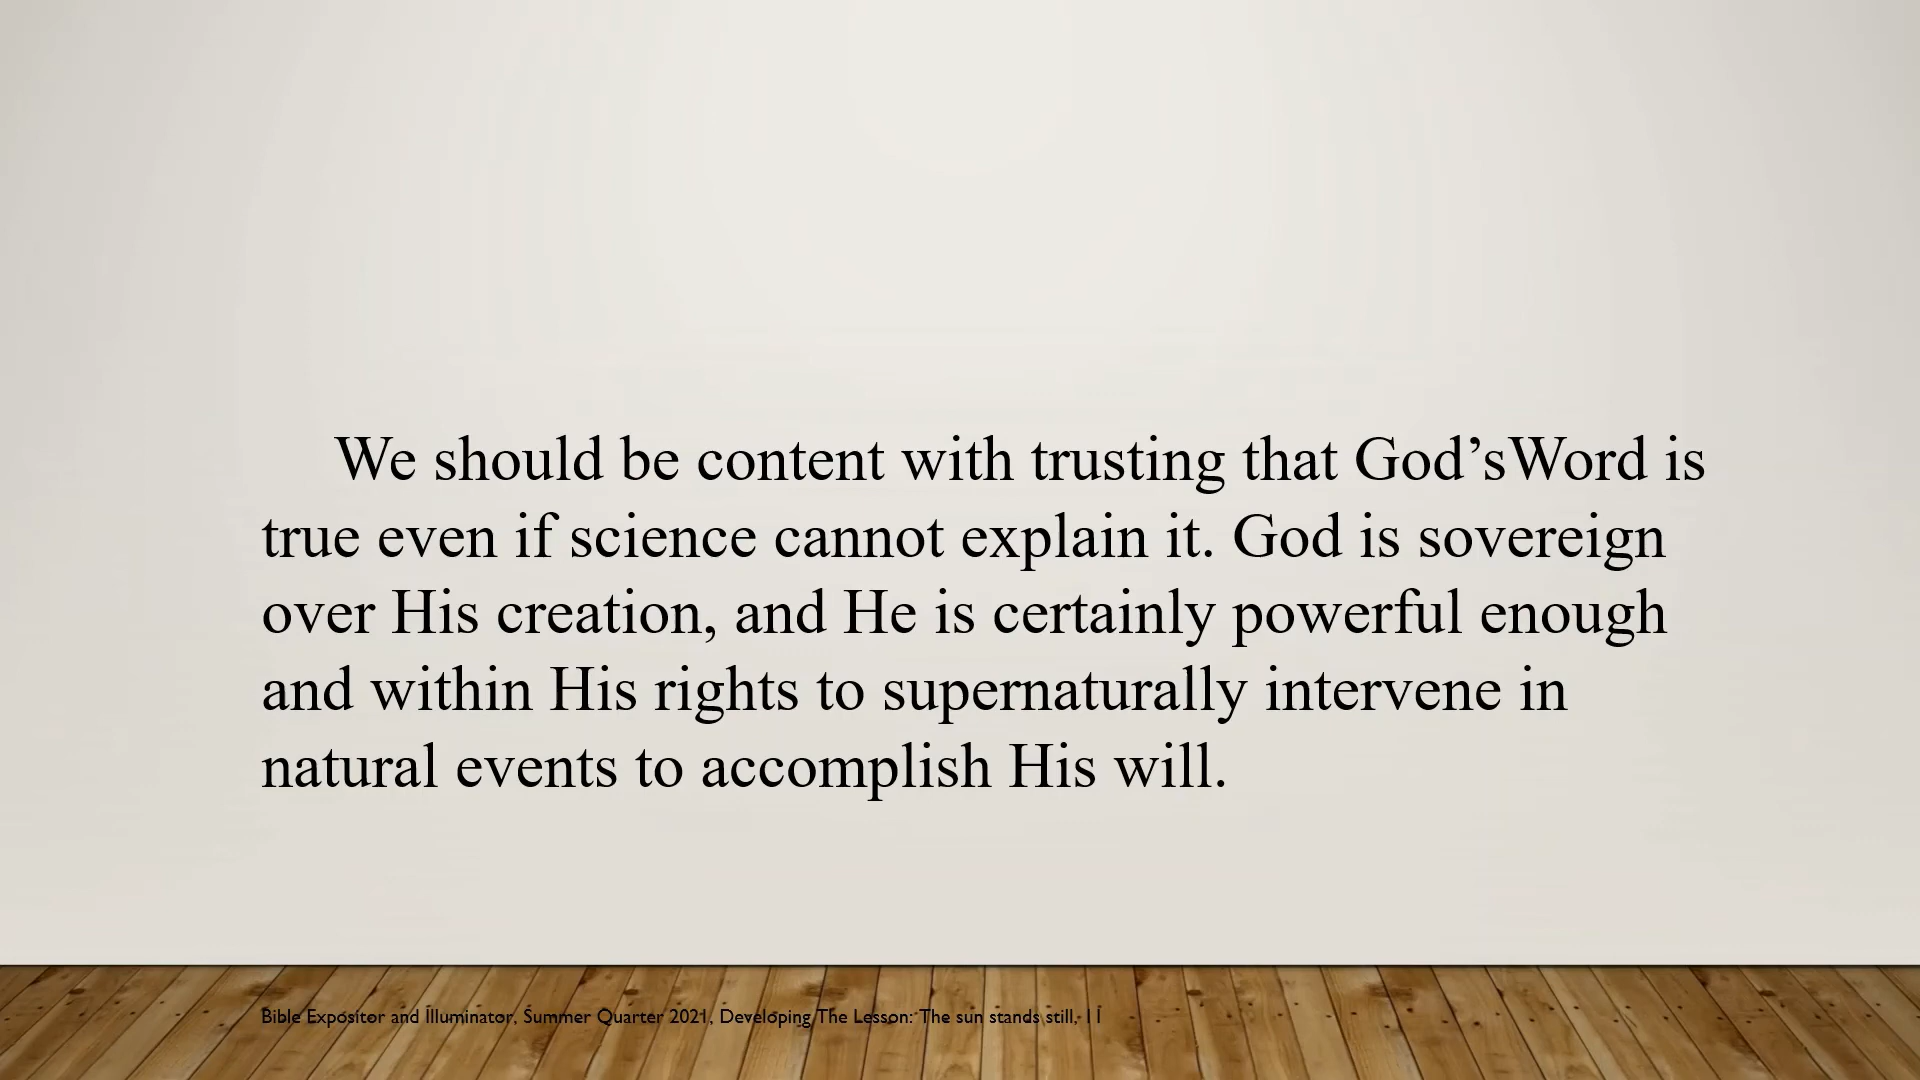 We should be content with trusting that God’sWord is
true even if science cannot explain it. God is sovereign
over His creation, and He is certainly powerful enough
and within His rights to supernaturally intervene in
natural events to accomplish His will.
Bible Expositor and Illuminator, Summer Quarter 2021, Developing The Lesson: The sun stands still, 11